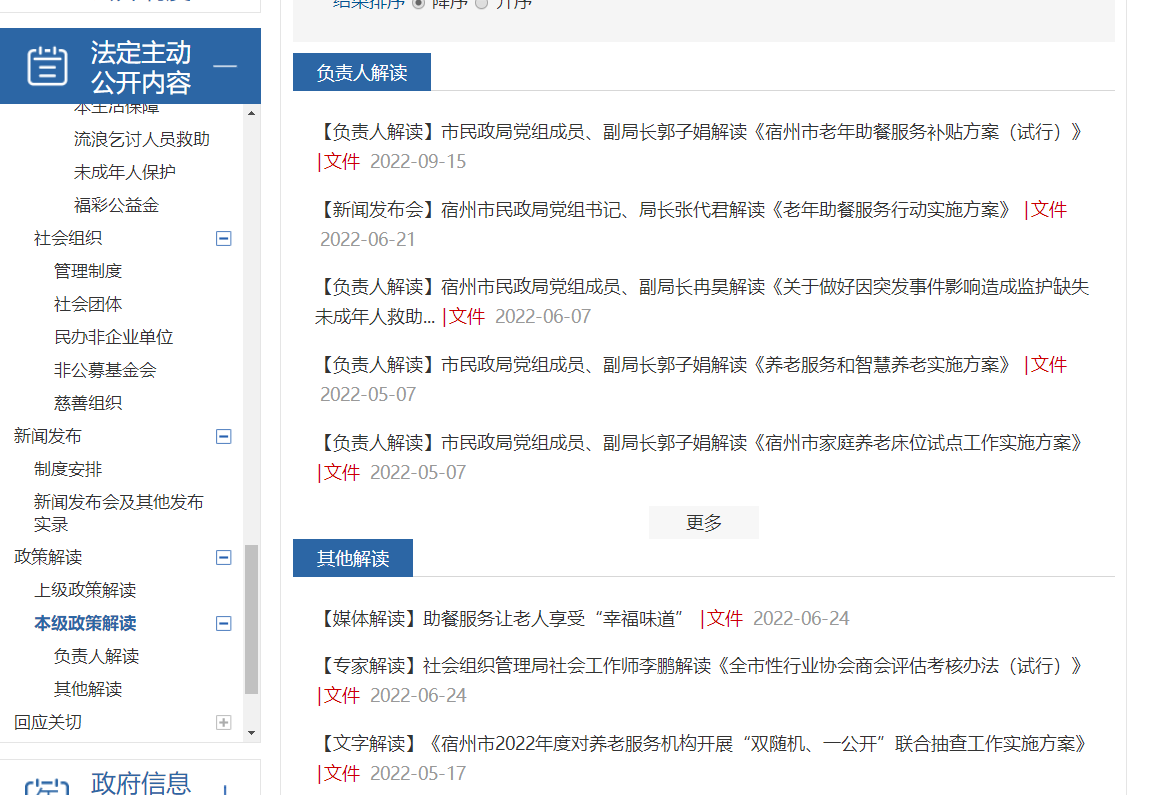 结果排序 降序 升序
法定主动
公开内容
本生活保障
流浪乞讨人员救助
未成年人保护
福彩公益金
社会组织
管理制度
社会团体
民办非企业单位
非公募基金会
慈善组织
新闻发布
制度安排
新闻发布会及其他发布
实录
政策解读
上级政策解读
本级政策解读
负责人解读
其他解读
回应关切
政府信息
负责人解读
【负责人解读】市民政局党组成员、副局长郭子娟解读《宿州市老年助餐服务补贴方案（试行）》
|文件 2022-09-15
【新闻发布会】宿州市民政局党组书记、局长张代君解读《老年助餐服务行动实施方案》 |文件
2022-06-21
【负责人解读】宿州市民政局党组成员、副局长冉昊解读《关于做好因突发事件影响造成监护缺失
未成年人救助... |文件 2022-06-07
【负责人解读】市民政局党组成员、副局长郭子娟解读《养老服务和智慧养老实施方案》 |文件
2022-05-07
【负责人解读】市民政局党组成员、副局长郭子娟解读《宿州市家庭养老床位试点工作实施方案》
|文件 2022-05-07
更多
其他解读
【媒体解读】助餐服务让老人享受“幸福味道” |文件 2022-06-24
【专家解读】社会组织管理局社会工作师李鹏解读《全市性行业协会商会评估考核办法（试行）》
|文件 2022-06-24
【文字解读】《宿州市2022年度对养老服务机构开展“双随机、一公开”联合抽查工作实施方案》
|文件 2022-05-17